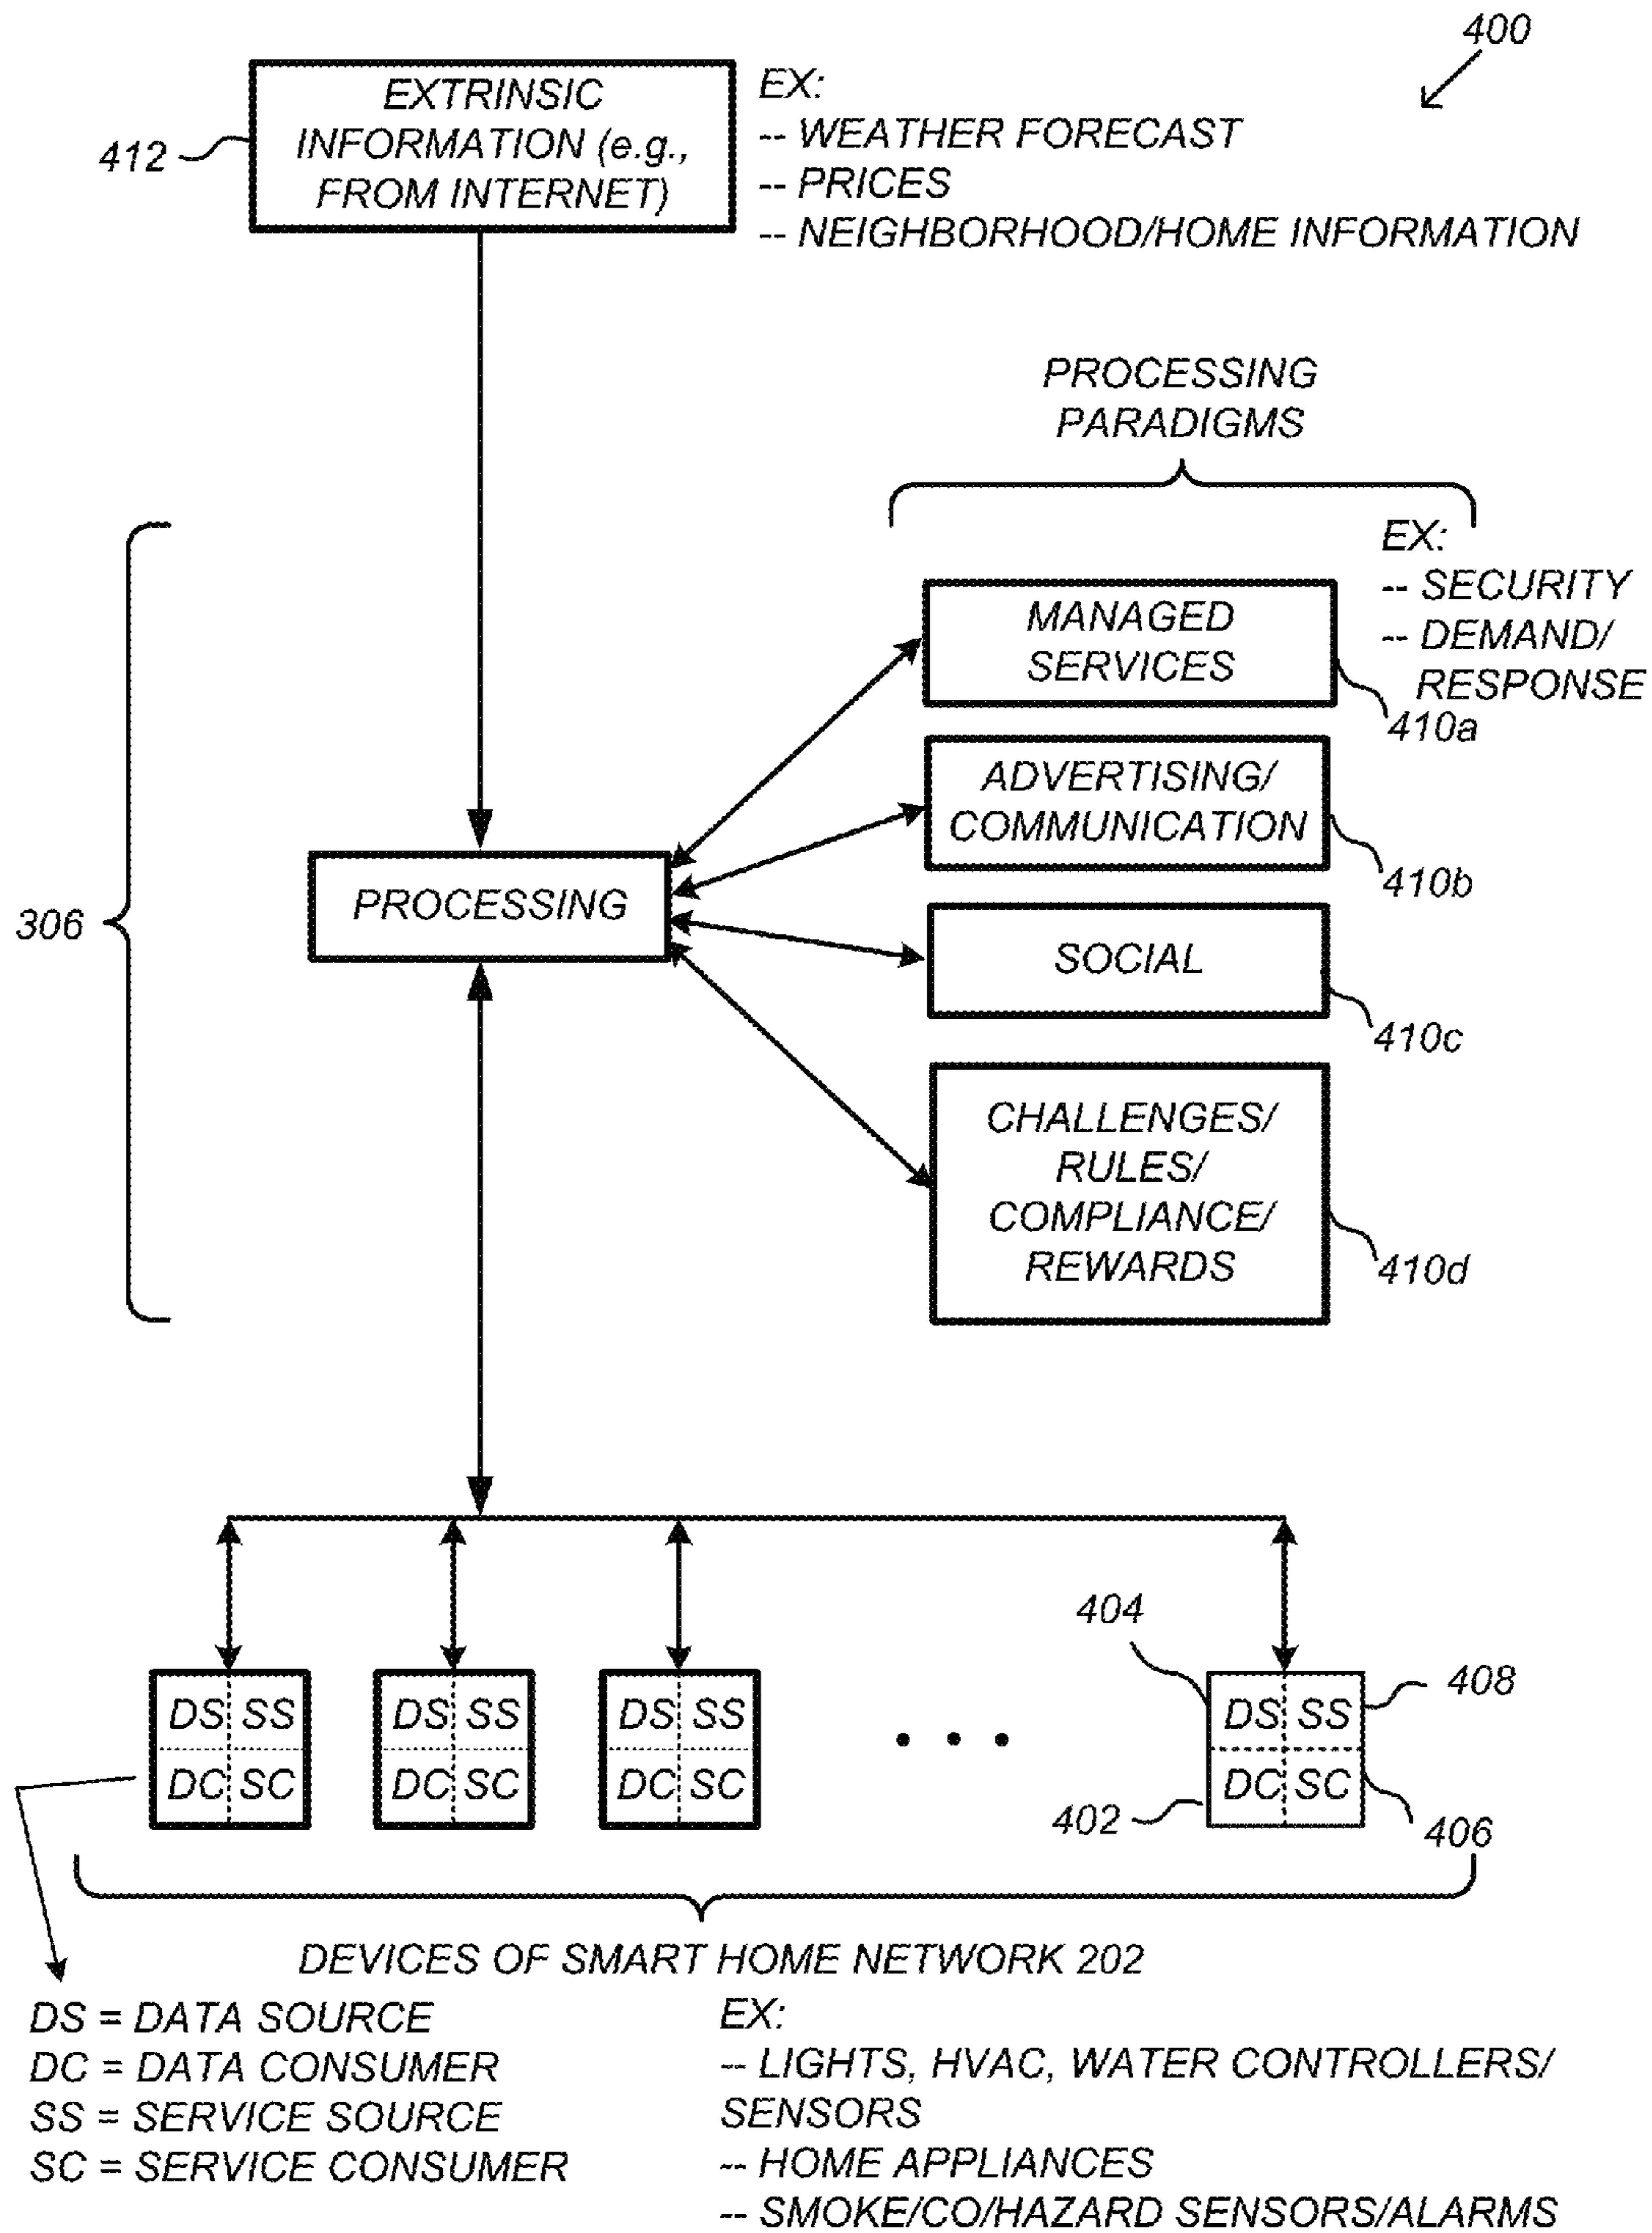 400
EXTRINSIC
INFORMATION (e.g.,
FROM INTERNET)
412
EX:
-- WEATHER FORECAST
-- PRICES
-- NEIGHBORHOOD/HOME INFORMATION
PROCESSING
PARADIGMS
EX:
-- SECURITY
-- DEMAND/
RESPONSE
MANAGED
SERVICES
410a
ADVERTISING/
COMMUNICATION
410b
306
PROCESSING
SOCIAL
410c
CHALLENGES/
RULES/
COMPLIANCE/
REWARDS
410d
404
408
DS SS
DC SC
DS SS
DC SC
DS SS
DC SC
• • •
DS SS
DC SC
402
406
DEVICES OF SMART HOME NETWORK 202
DS = DATA SOURCE
DC = DATA CONSUMER
SS = SERVICE SOURCE
SC = SERVICE CONSUMER
EX:
-- LIGHTS, HVAC, WATER CONTROLLERS/
SENSORS
-- HOME APPLIANCES
-- SMOKE/CO/HAZARD SENSORS/ALARMS